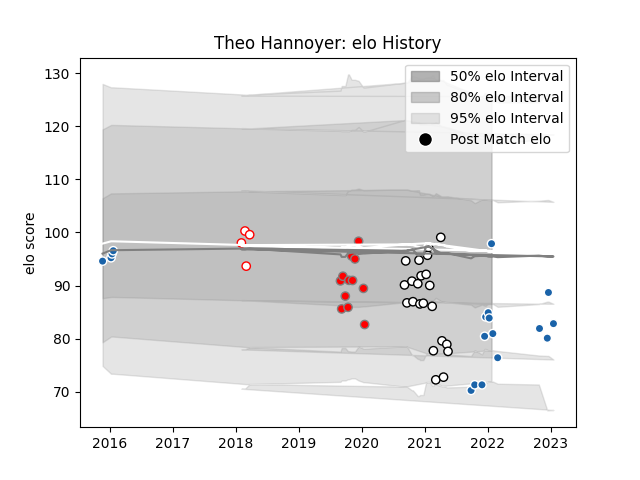 Theo Hannoyer: elo History
50% elo Interval
80% elo Interval
95% elo Interval
Post Match elo
elo score
130
120
110
100
90
80
70
2016 2017 2018 2019 2020 2021 2022 2023